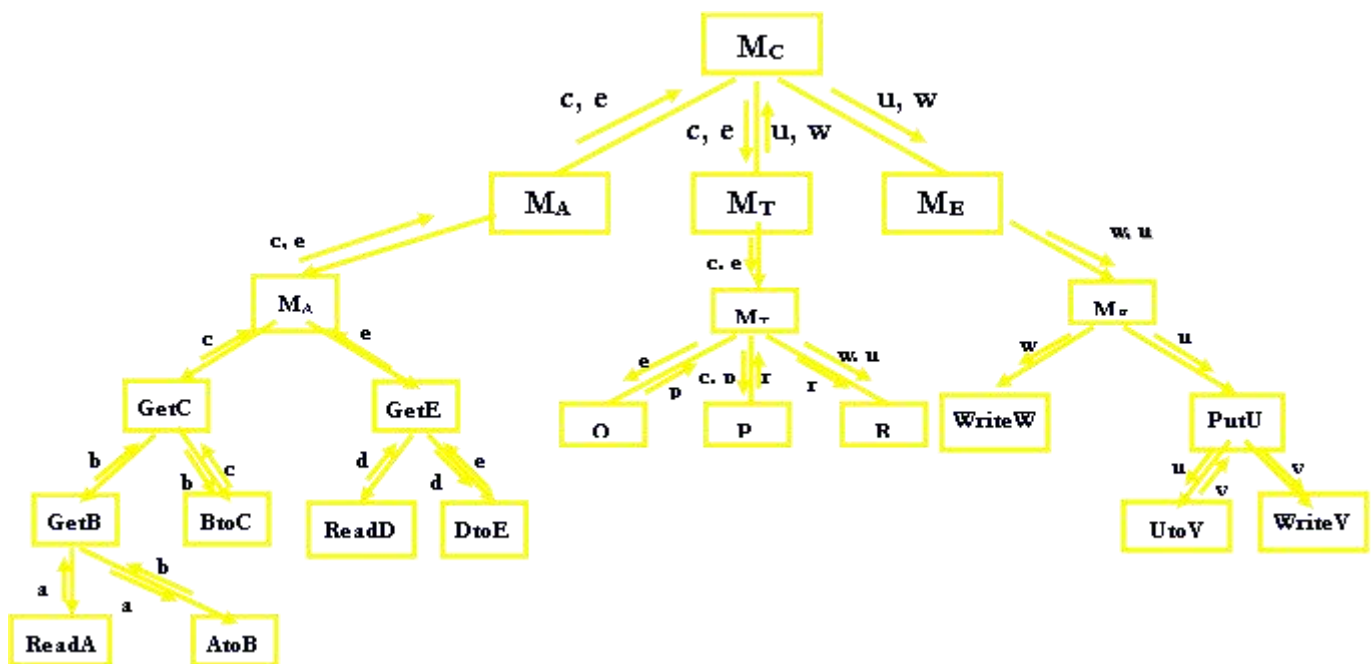 MC
c, e
u, w
c, e
u, w
MA
MT
ME
c, e
w, u
c. e
MA
c
e
e
c. p
r
w, u
p
r
w
u
GetC
GetE
Q
P
R
WriteW
PutU
b
c
b
d
e
d
u
v
v
GetB
BtoC
ReadD
DtoE
UtoV
WriteV
a
b
a
ReadA
AtoB